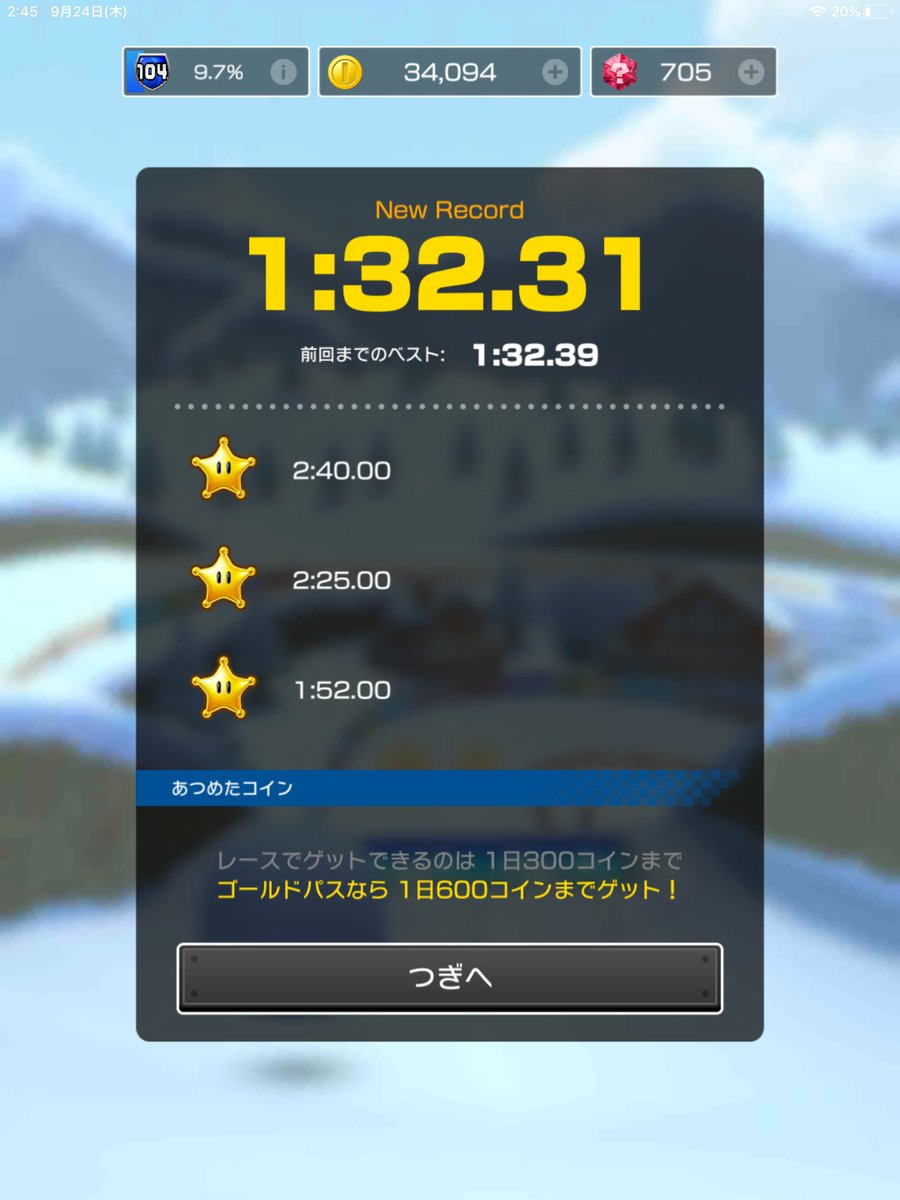 2:45 9月24日(木) 20%
104 9.7% i 34,094 + ? 705 +
New Record
1:32.31
前回までのベスト: 1:32.39
2:40.00
2:25.00
1:52.00
あつめたコイン
レースでゲットできるのは 1日300コインまで
ゴールドパスなら 1日600コインまでゲット!
つぎへ